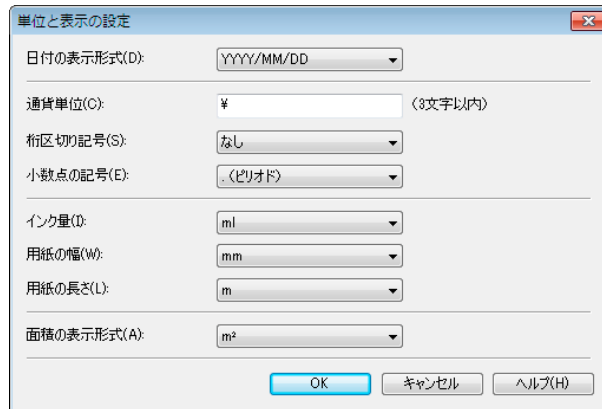 単位と表示の設定
日付の表示形式(D): YYYY/MM/DD
通貨単位(C): ¥ (3文字以内)
桁区切り記号(S): なし
小数点の記号(E): .(ピリオド)
インク量(I): ml
用紙の幅(W): mm
用紙の長さ(L): m
面積の表示形式(A): m²
OK キャンセル ヘルプ(H)